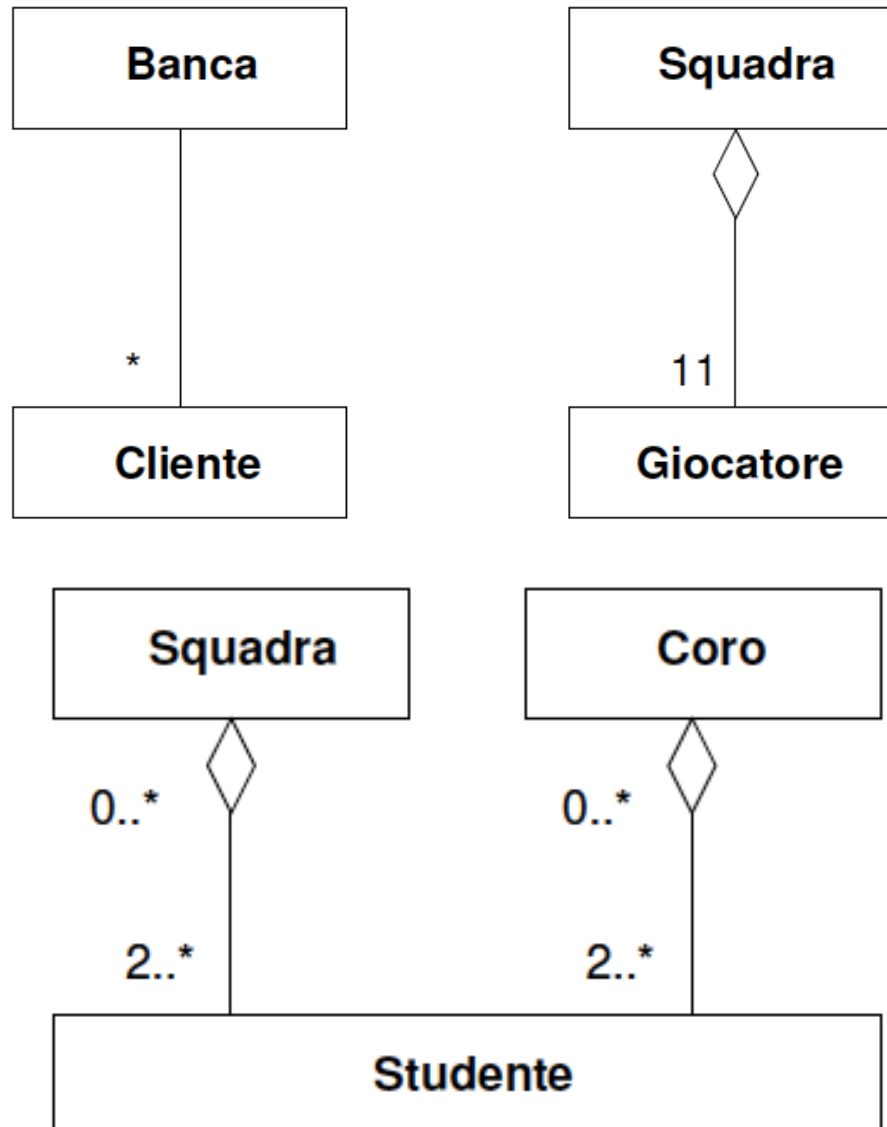 Banca
Squadra
*
11
Cliente
Giocatore
Squadra
Coro
0..*
0..*
2..*
2..*
Studente